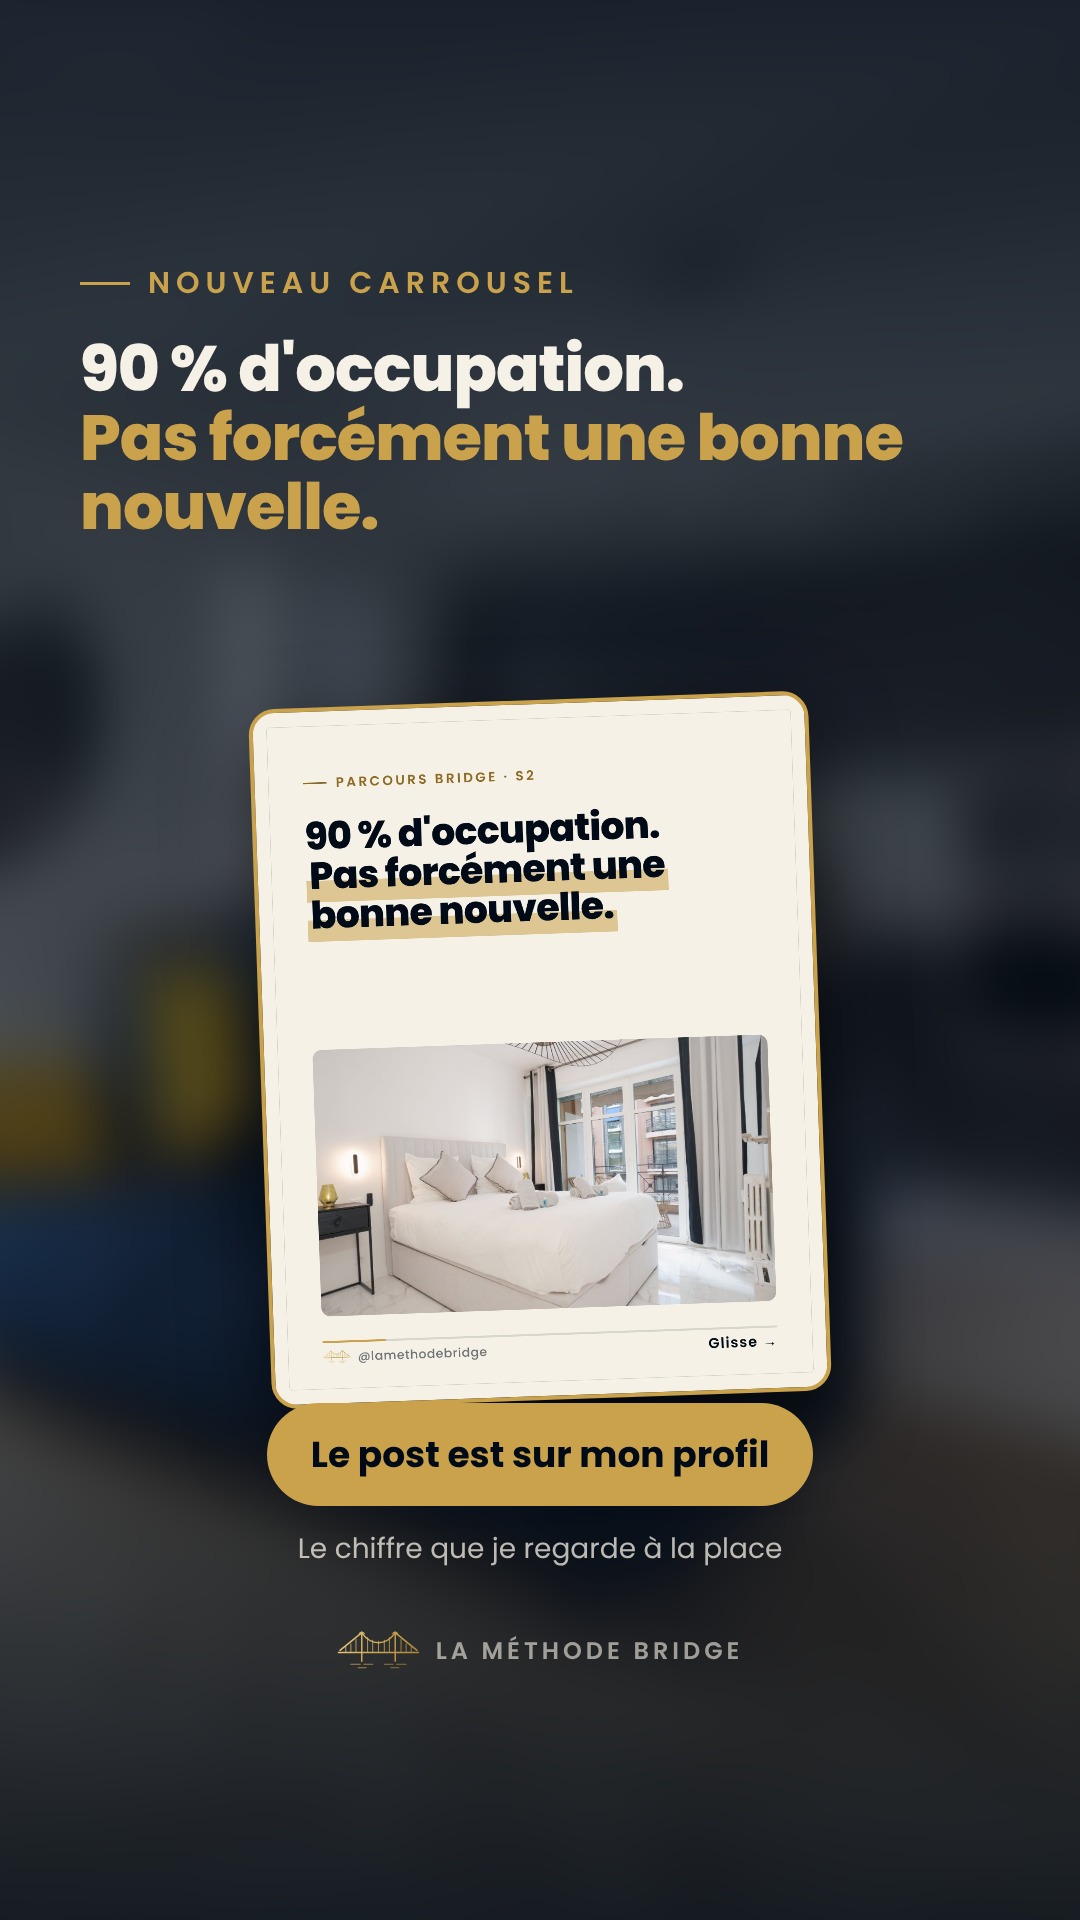 NOUVEAU CARROUSEL
90 % d'occupation.
Pas forcément une bonne
nouvelle.
PARCOURS BRIDGE · S2
90 % d'occupation.
Pas forcément une
bonne nouvelle.
@lamethodebridge
Glisse →
Le post est sur mon profil
Le chiffre que je regarde à la place
LA MÉTHODE BRIDGE